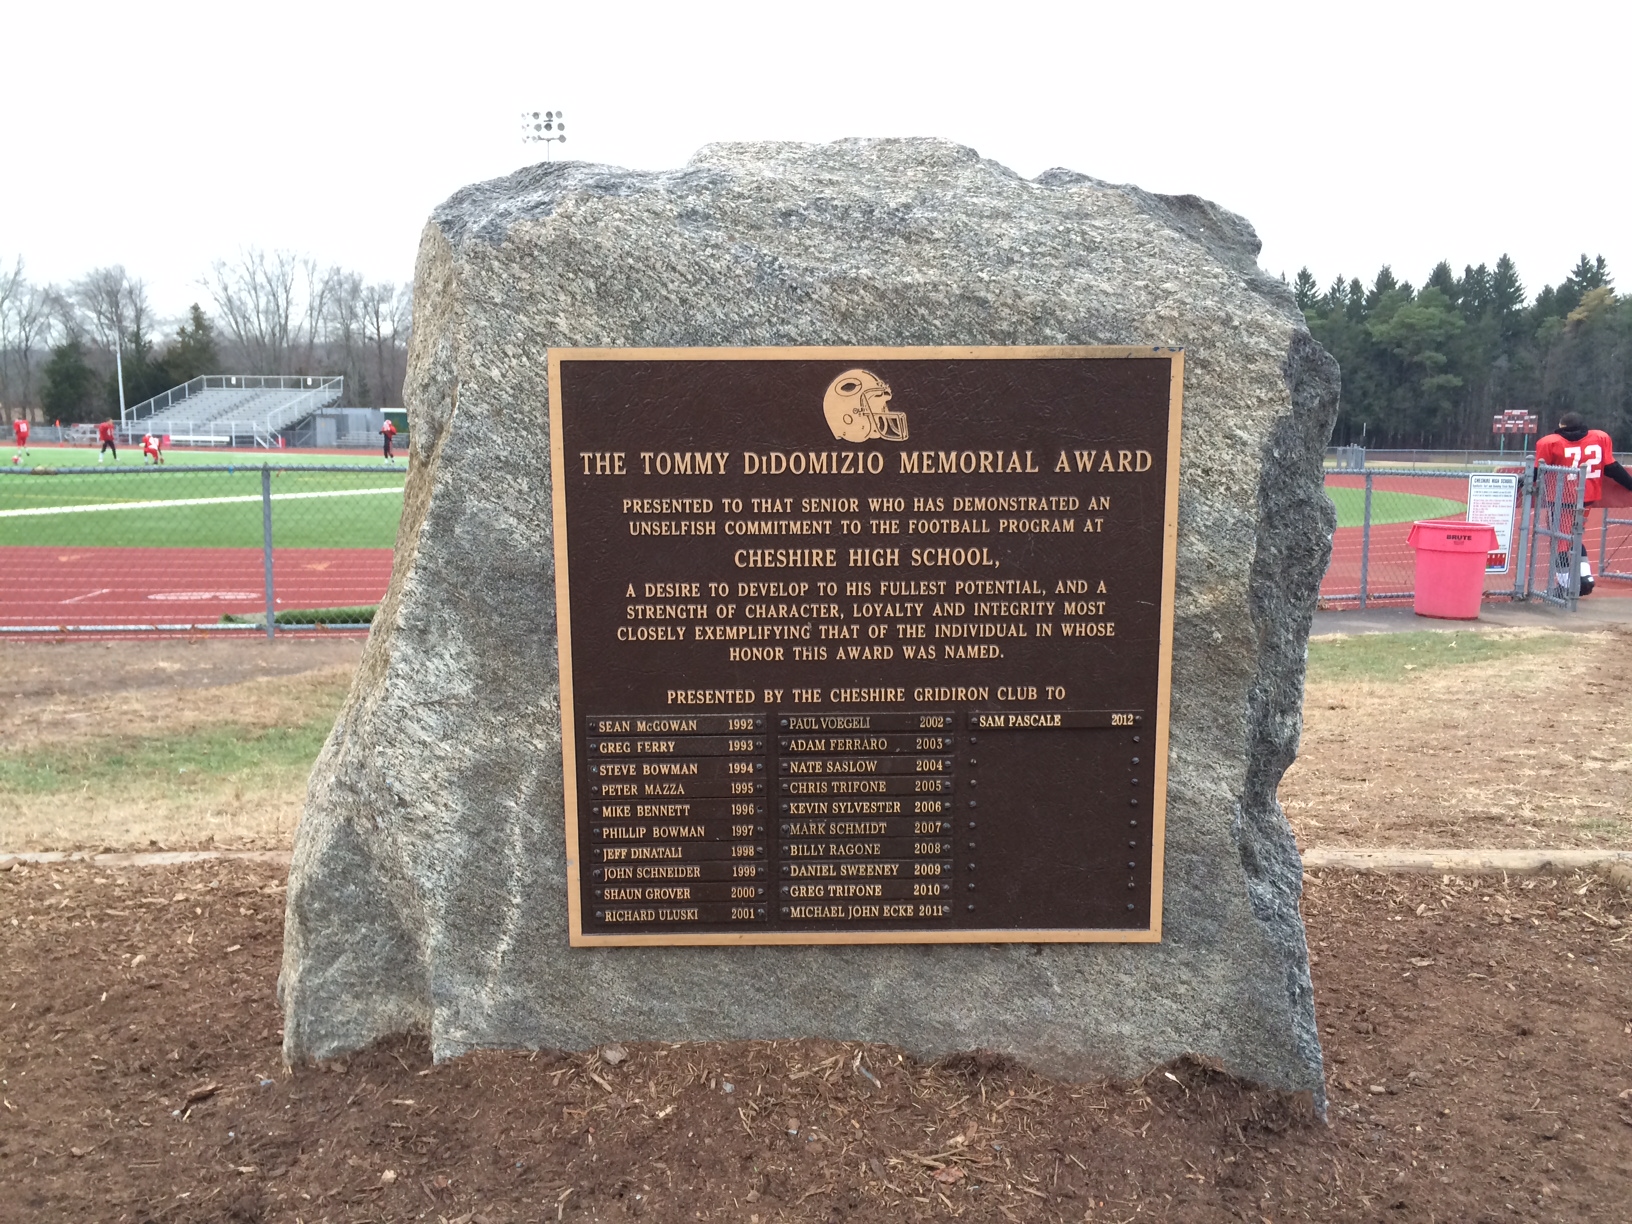 THE TOMMY DiDOMIZIO MEMORIAL AWARD
PRESENTED TO THAT SENIOR WHO HAS DEMONSTRATED AN
UNSELFISH COMMITMENT TO THE FOOTBALL PROGRAM AT
CHESHIRE HIGH SCHOOL,
A DESIRE TO DEVELOP TO HIS FULLEST POTENTIAL, AND A
STRENGTH OF CHARACTER, LOYALTY AND INTEGRITY MOST
CLOSELY EXEMPLIFYING THAT OF THE INDIVIDUAL IN WHOSE
HONOR THIS AWARD WAS NAMED.
PRESENTED BY THE CHESHIRE GRIDIRON CLUB TO
SEAN McGOWAN 1992
GREG FERRY 1993
STEVE BOWMAN 1994
PETER MAZZA 1995
MIKE BENNETT 1996
PHILLIP BOWMAN 1997
JEFF DINATALI 1998
JOHN SCHNEIDER 1999
SHAUN GROVER 2000
RICHARD ULUSKI 2001
PAUL VOEGELI 2002
ADAM FERRARO 2003
NATE SASLOW 2004
CHRIS TRIFONE 2005
KEVIN SYLVESTER 2006
MARK SCHMIDT 2007
BILLY RAGONE 2008
DANIEL SWEENEY 2009
GREG TRIFONE 2010
MICHAEL JOHN ECKE 2011
SAM PASCALE 2012
72
CHESHIRE HIGH SCHOOL
BRUTE